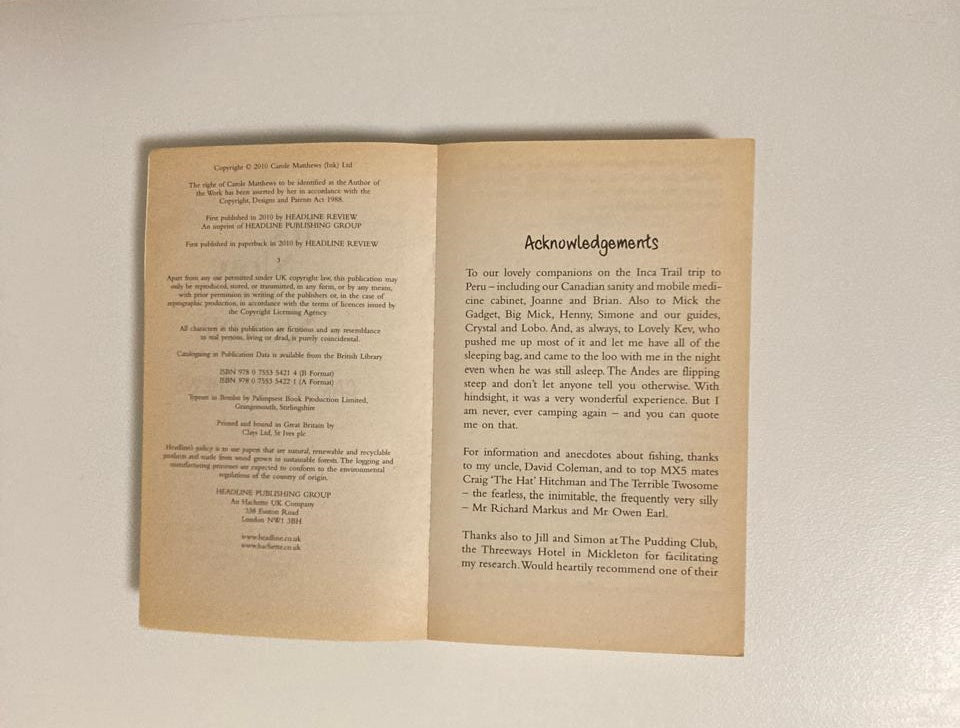 Copyright © 2010 Carole Matthews (Ink) Ltd
The right of Carole Matthews to be identified as the Author of
the Work has been asserted by her in accordance with the
Copyright, Designs and Patents Act 1988.
First published in 2010 by HEADLINE REVIEW
An imprint of HEADLINE PUBLISHING GROUP
First published in paperback in 2010 by HEADLINE REVIEW
3
Apart from any use permitted under UK copyright law, this publication may
only be reproduced, stored, or transmitted, in any form, or by any means,
with prior permission in writing of the publishers or, in the case of
reprographic production, in accordance with the terms of licences issued by
the Copyright Licensing Agency.
All characters in this publication are fictitious and any resemblance
to real persons, living or dead, is purely coincidental.
Cataloguing in Publication Data is available from the British Library
ISBN 978 0 7553 5421 4 (B Format)
ISBN 978 0 7553 5422 1 (A Format)
Typeset in Bembo by Palimpsest Book Production Limited,
Grangemouth, Stirlingshire
Printed and bound in Great Britain by
Clays Ltd, St Ives plc
Headline's policy is to use papers that are natural, renewable and recyclable
products and made from wood grown in sustainable forests. The logging and
manufacturing processes are expected to conform to the environmental
regulations of the country of origin.
HEADLINE PUBLISHING GROUP
An Hachette UK Company
338 Euston Road
London NW1 3BH
www.headline.co.uk
www.hachette.co.uk
Acknowledgements
To our lovely companions on the Inca Trail trip to
Peru – including our Canadian sanity and mobile medi-
cine cabinet, Joanne and Brian. Also to Mick the
Gadget, Big Mick, Henny, Simone and our guides,
Crystal and Lobo. And, as always, to Lovely Kev, who
pushed me up most of it and let me have all of the
sleeping bag, and came to the loo with me in the night
even when he was still asleep. The Andes are flipping
steep and don't let anyone tell you otherwise. With
hindsight, it was a very wonderful experience. But I
am never, ever camping again – and you can quote
me on that.
For information and anecdotes about fishing, thanks
to my uncle, David Coleman, and to top MX5 mates
Craig 'The Hat' Hitchman and The Terrible Twosome
– the fearless, the inimitable, the frequently very silly
– Mr Richard Markus and Mr Owen Earl.
Thanks also to Jill and Simon at The Pudding Club,
the Threeways Hotel in Mickleton for facilitating
my research. Would heartily recommend one of their